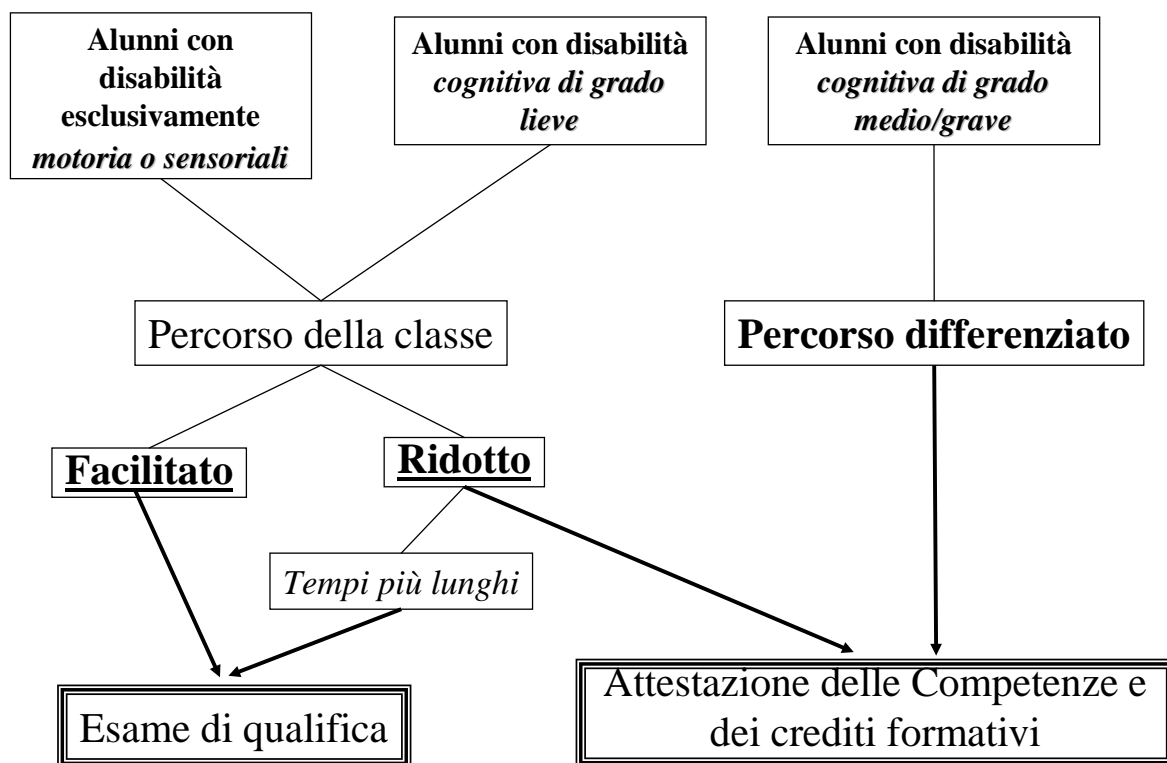 Alunni con
disabilità
esclusivamente
motoria o sensoriali
Alunni con disabilità
cognitiva di grado
lieve
Alunni con disabilità
cognitiva di grado
medio/grave
Percorso della classe
Percorso differenziato
Facilitato
Ridotto
Tempi più lunghi
Esame di qualifica
Attestazione delle Competenze e
dei crediti formativi